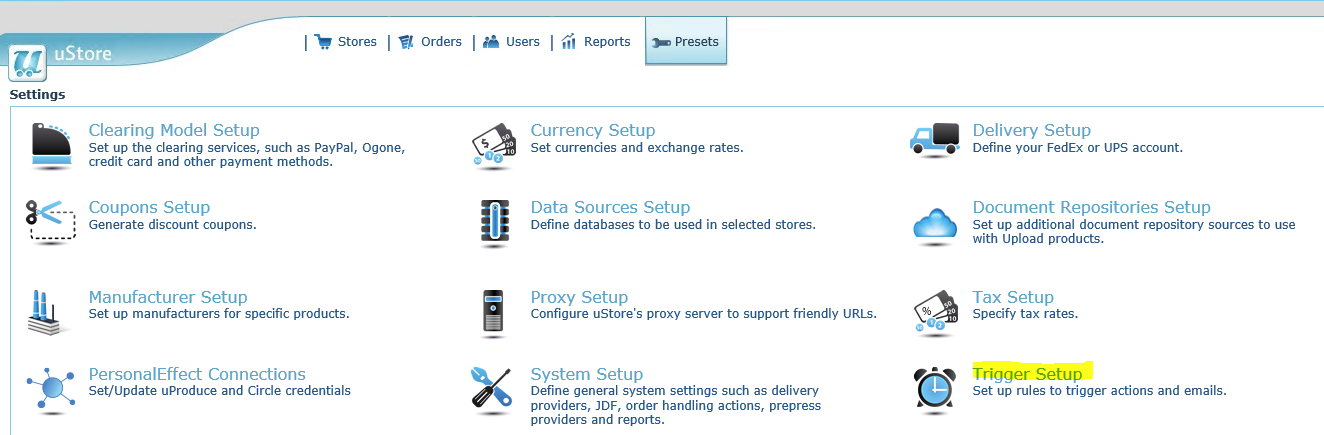 Stores
Orders
Users
Reports
Presets
u uStore
Settings
Clearing Model Setup
Set up the clearing services, such as PayPal, Ogone,
credit card and other payment methods.
Currency Setup
Set currencies and exchange rates.
Delivery Setup
Define your FedEx or UPS account.
Coupons Setup
Generate discount coupons.
Data Sources Setup
Define databases to be used in selected stores.
Document Repositories Setup
Set up additional document repository sources to use
with Upload products.
Manufacturer Setup
Set up manufacturers for specific products.
Proxy Setup
Configure uStore's proxy server to support friendly URLs.
Tax Setup
Specify tax rates.
PersonalEffect Connections
Set/Update uProduce and Circle credentials
System Setup
Define general system settings such as delivery
providers, JDF, order handling actions, prepress
providers and reports.
Trigger Setup
Set up rules to trigger actions and emails.